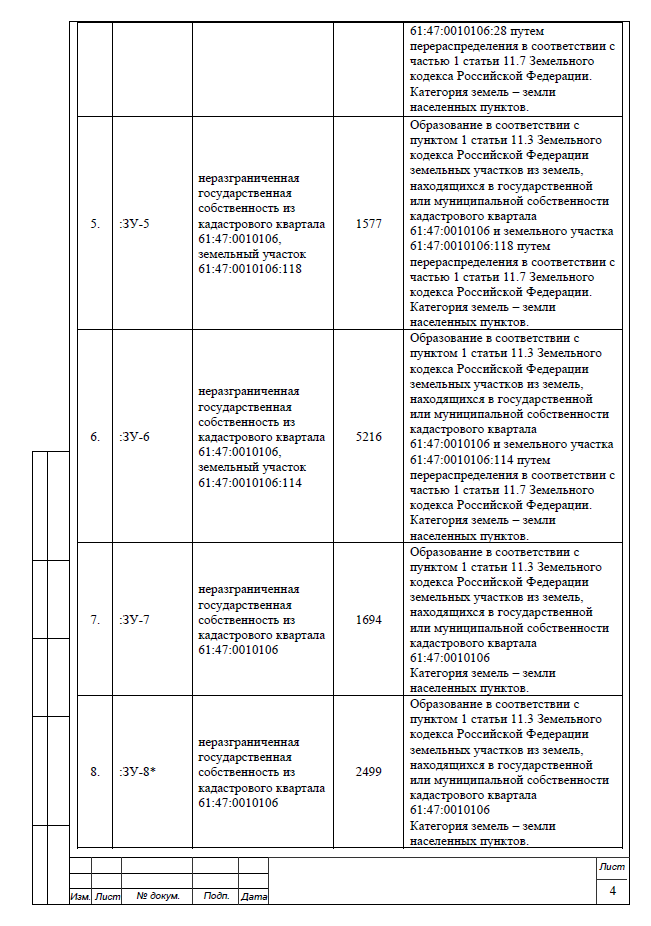 61:47:0010106:28 путем
перераспределения в соответствии с
частью 1 статьи 11.7 Земельного
кодекса Российской Федерации.
Категория земель – земли
населенных пунктов.
5.
:ЗУ-5
неразграниченная
государственная
собственность из
кадастрового квартала
61:47:0010106,
земельный участок
61:47:0010106:118
1577
Образование в соответствии с
пунктом 1 статьи 11.3 Земельного
кодекса Российской Федерации
земельных участков из земель,
находящихся в государственной
или муниципальной собственности
кадастрового квартала
61:47:0010106 и земельного участка
61:47:0010106:118 путем
перераспределения в соответствии с
частью 1 статьи 11.7 Земельного
кодекса Российской Федерации.
Категория земель – земли
населенных пунктов.
6.
:ЗУ-6
неразграниченная
государственная
собственность из
кадастрового квартала
61:47:0010106,
земельный участок
61:47:0010106:114
5216
Образование в соответствии с
пунктом 1 статьи 11.3 Земельного
кодекса Российской Федерации
земельных участков из земель,
находящихся в государственной
или муниципальной собственности
кадастрового квартала
61:47:0010106 и земельного участка
61:47:0010106:114 путем
перераспределения в соответствии с
частью 1 статьи 11.7 Земельного
кодекса Российской Федерации.
Категория земель – земли
населенных пунктов.
7.
:ЗУ-7
неразграниченная
государственная
собственность из
кадастрового квартала
61:47:0010106
1694
Образование в соответствии с
пунктом 1 статьи 11.3 Земельного
кодекса Российской Федерации
земельных участков из земель,
находящихся в государственной
или муниципальной собственности
кадастрового квартала
61:47:0010106
Категория земель – земли
населенных пунктов.
8.
:ЗУ-8*
неразграниченная
государственная
собственность из
кадастрового квартала
61:47:0010106
2499
Образование в соответствии с
пунктом 1 статьи 11.3 Земельного
кодекса Российской Федерации
земельных участков из земель,
находящихся в государственной
или муниципальной собственности
кадастрового квартала
61:47:0010106
Категория земель – земли
населенных пунктов.
Лист
4
Изм. Лист № докум. Подп. Дата